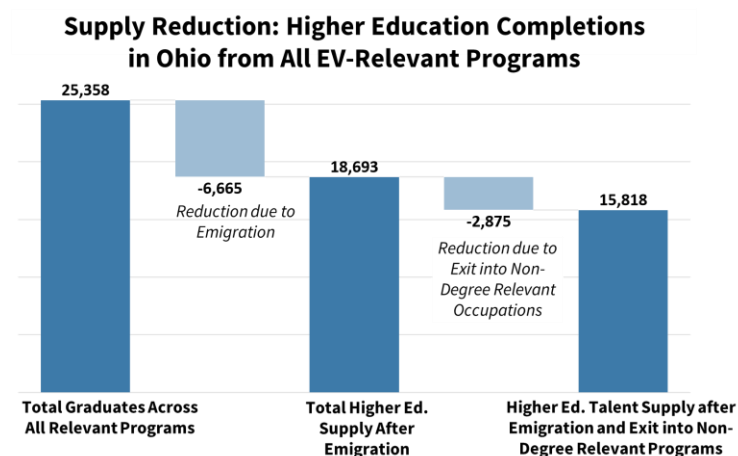 Supply Reduction: Higher Education Completions
in Ohio from All EV-Relevant Programs
25,358
-6,665
Reduction due to
Emigration
18,693
-2,875
Reduction due to
Exit into Non-
Degree Relevant
Occupations
15,818
Total Graduates Across
All Relevant Programs
Total Higher Ed.
Supply After
Emigration
Higher Ed. Talent Supply after
Emigration and Exit into Non-
Degree Relevant Programs